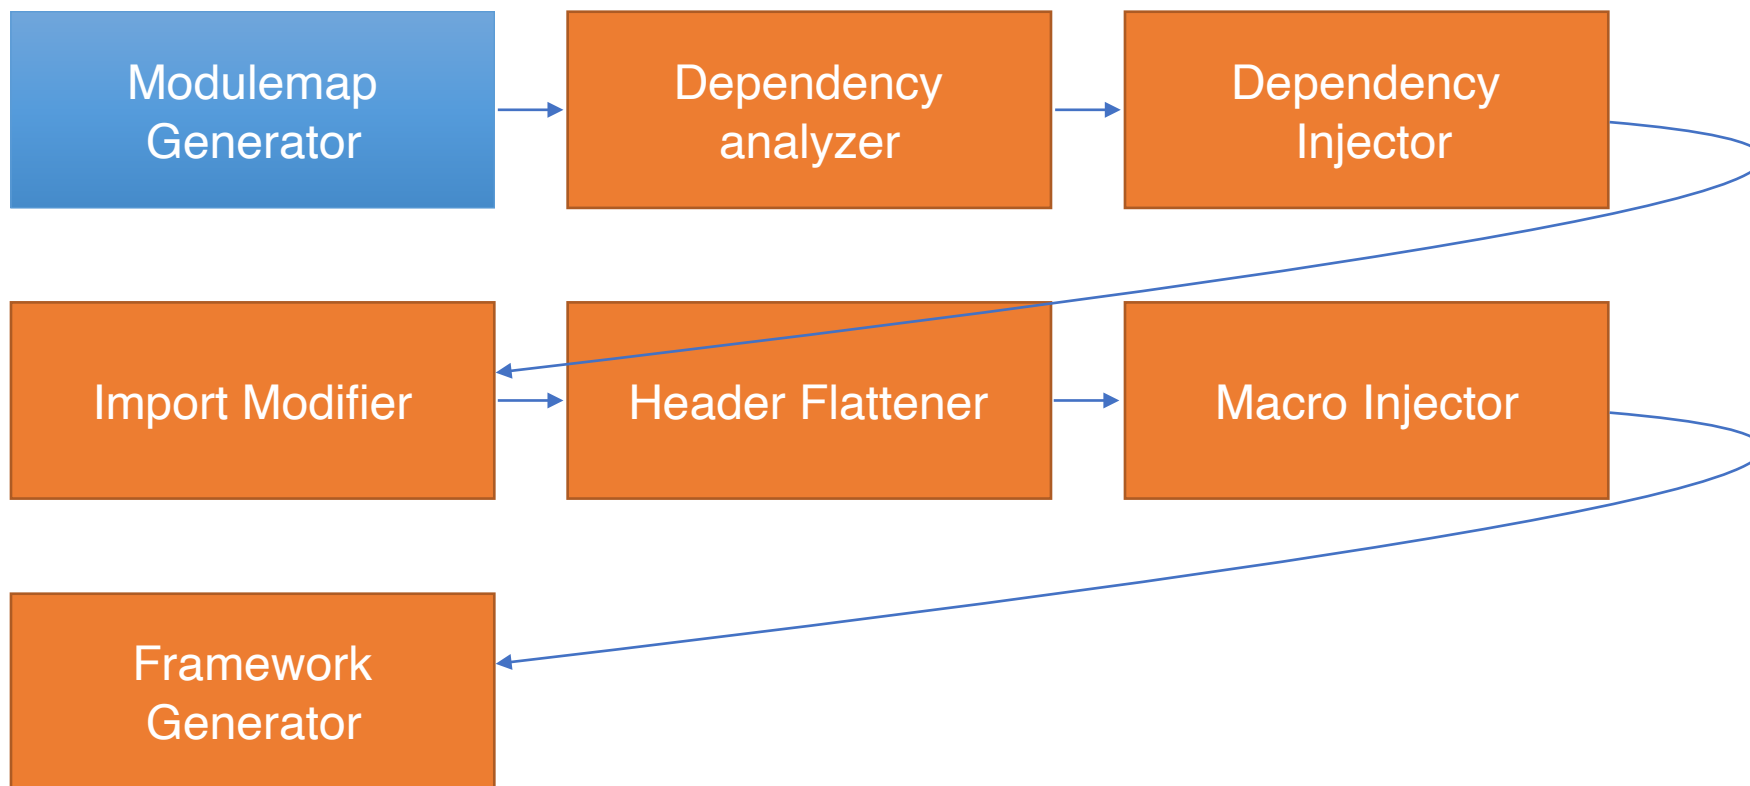 Modulemap
Generator
Dependency
analyzer
Dependency
Injector
Import Modifier
Header Flattener
Macro Injector
Framework
Generator